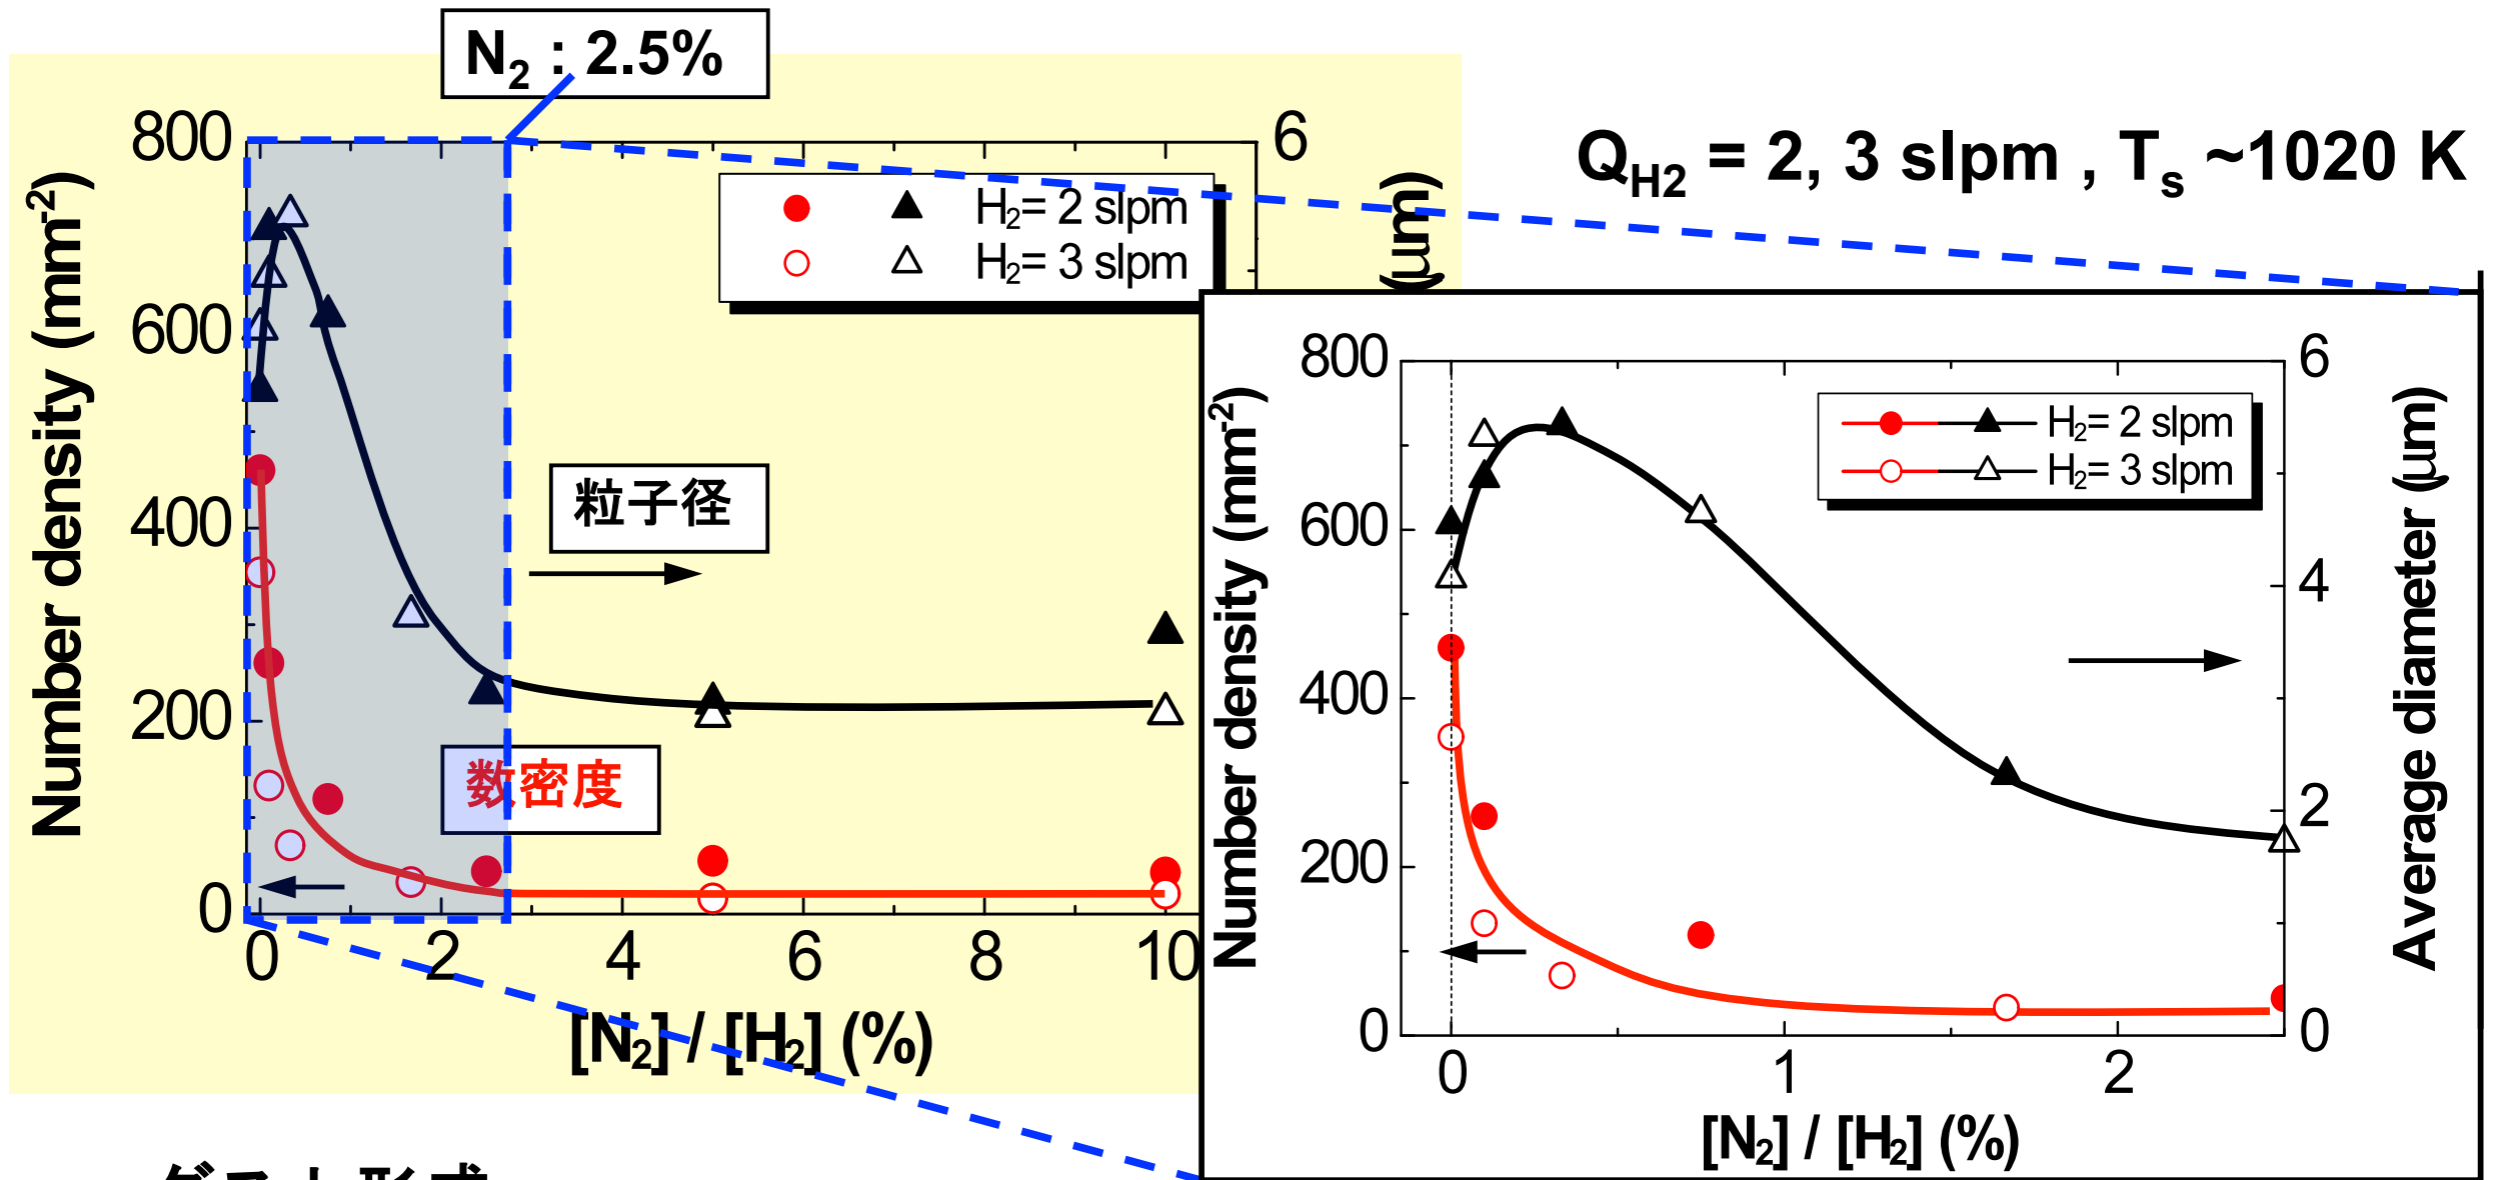 N2 : 2.5%
QH2 = 2, 3 slpm , Ts ~1020 K
Number density (mm-2)
800
600
400
200
0
6
(µm)
H2= 2 slpm
H2= 3 slpm
粒子径
数密度
0
2
4
6
8
10
[N2] / [H2] (%)
Number density (mm-2)
800
600
400
200
0
H2= 2 slpm
H2= 3 slpm
6
4
2
0
Average diameter (µm)
0
1
2
[N2] / [H2] (%)